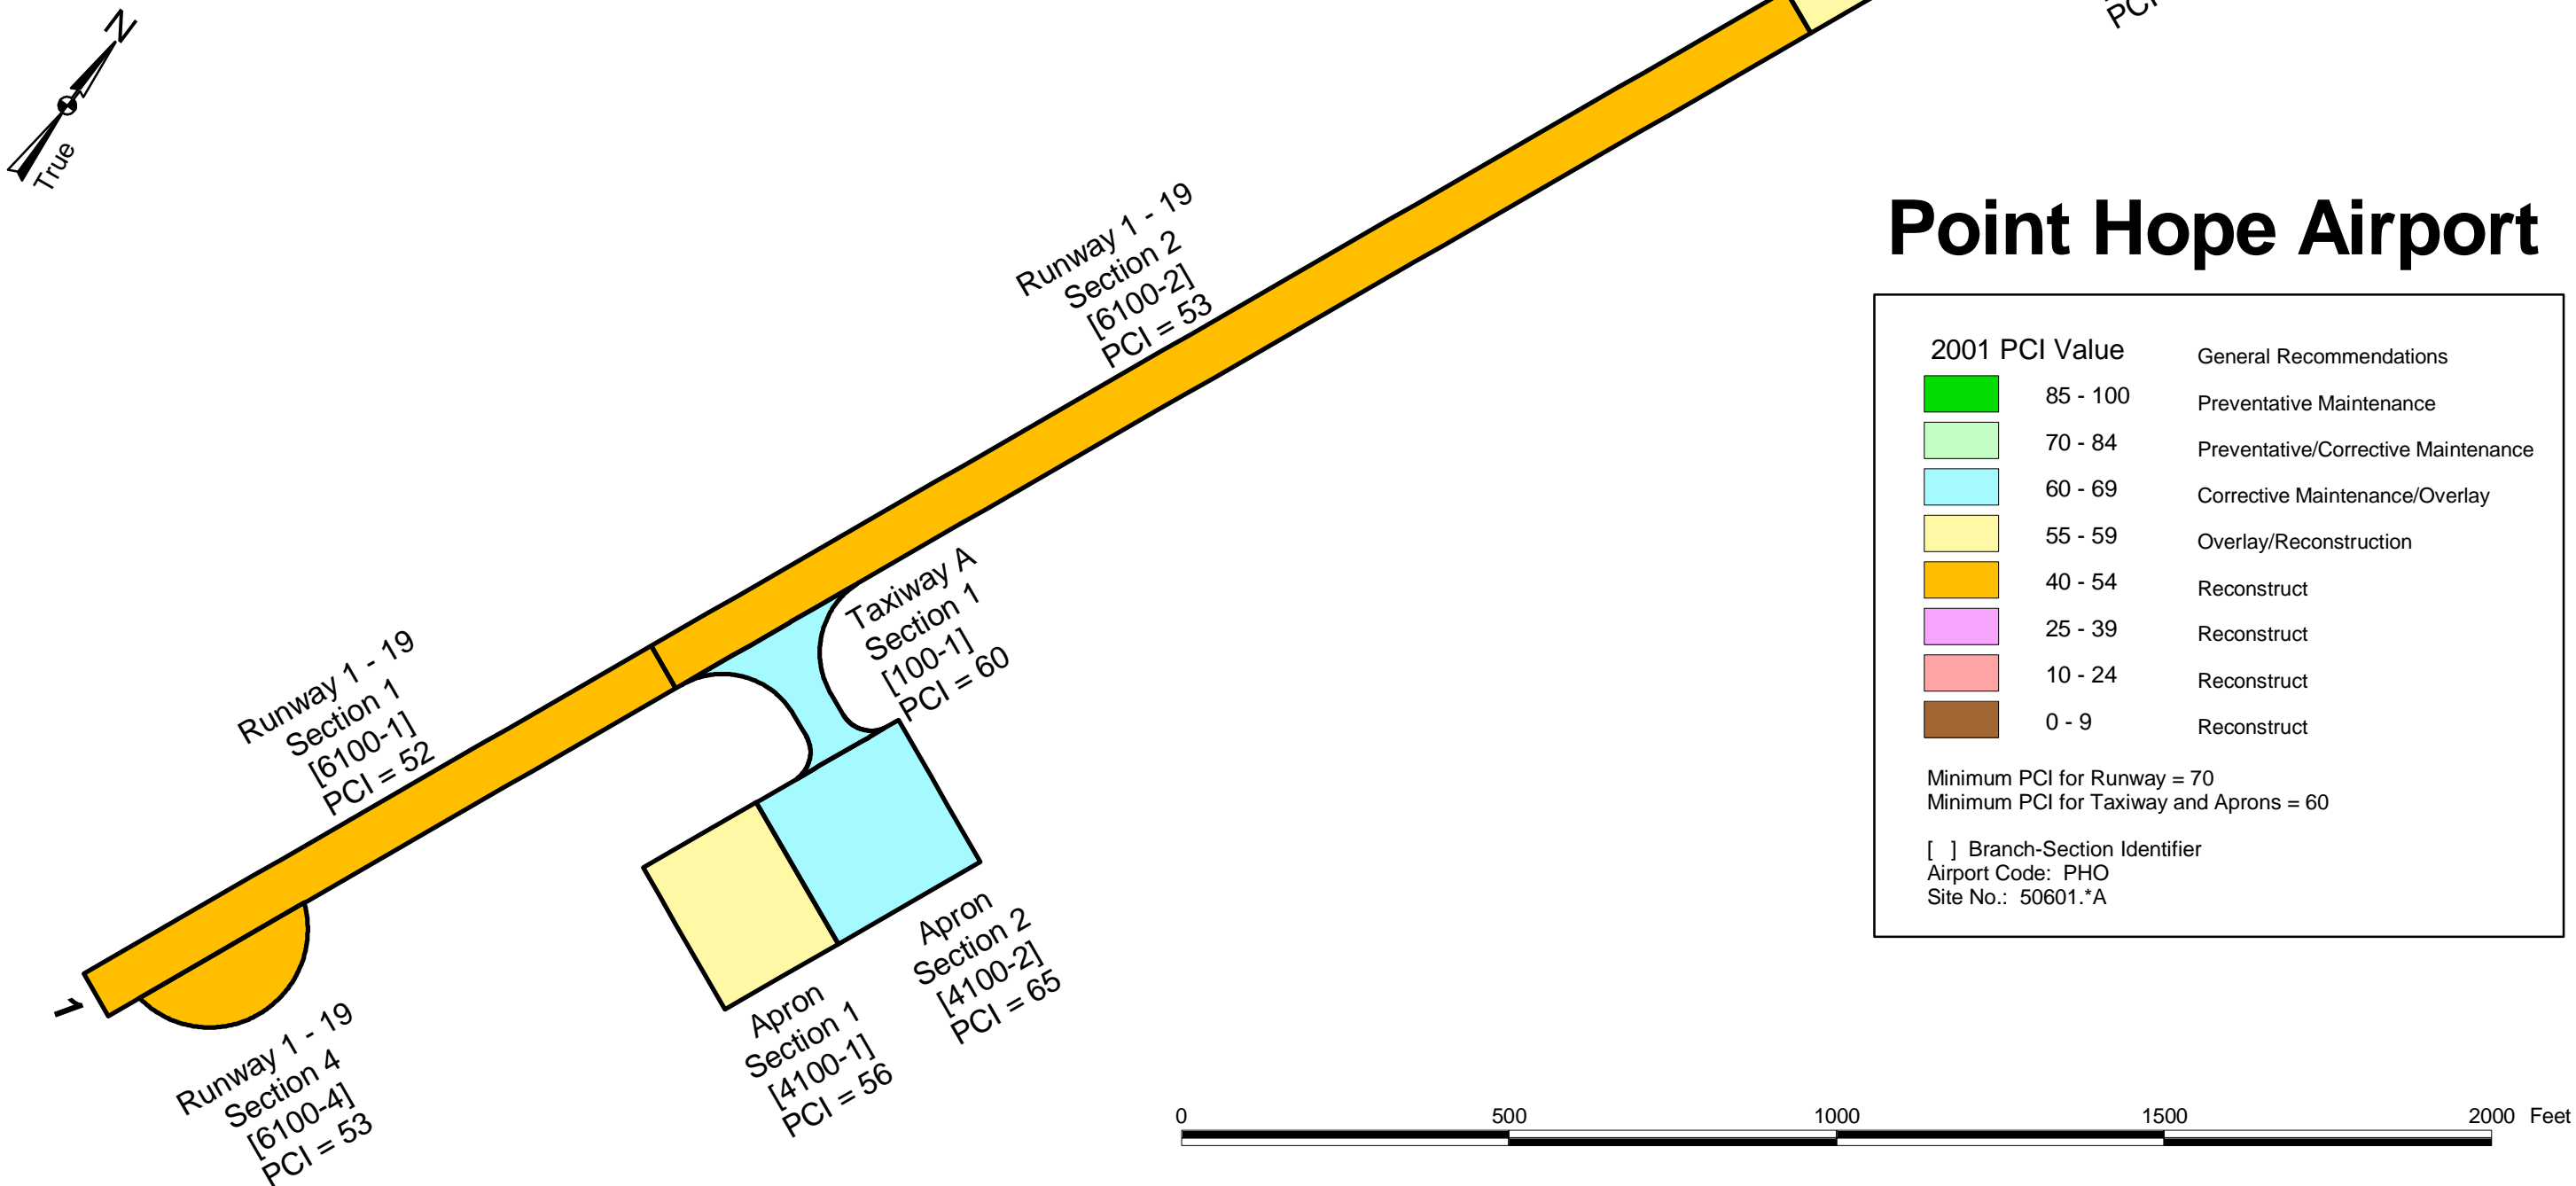 N
True
PCI
Runway 1 - 19
Section 2
[6100-2]
PCI = 53
Point Hope Airport
2001 PCI Value General Recommendations
85 - 100 Preventative Maintenance
70 - 84 Preventative/Corrective Maintenance
60 - 69 Corrective Maintenance/Overlay
55 - 59 Overlay/Reconstruction
40 - 54 Reconstruct
25 - 39 Reconstruct
10 - 24 Reconstruct
0 - 9 Reconstruct
Minimum PCI for Runway = 70
Minimum PCI for Taxiway and Aprons = 60
[ ] Branch-Section Identifier
Airport Code: PHO
Site No.: 50601.*A
Taxiway A
Section 1
[100-1]
PCI = 60
Runway 1 - 19
Section 1
[6100-1]
PCI = 52
1
Runway 1 - 19
Section 4
[6100-4]
PCI = 53
Apron
Section 1
[4100-1]
PCI = 56
Apron
Section 2
[4100-2]
PCI = 65
0 500 1000 1500 2000 Feet